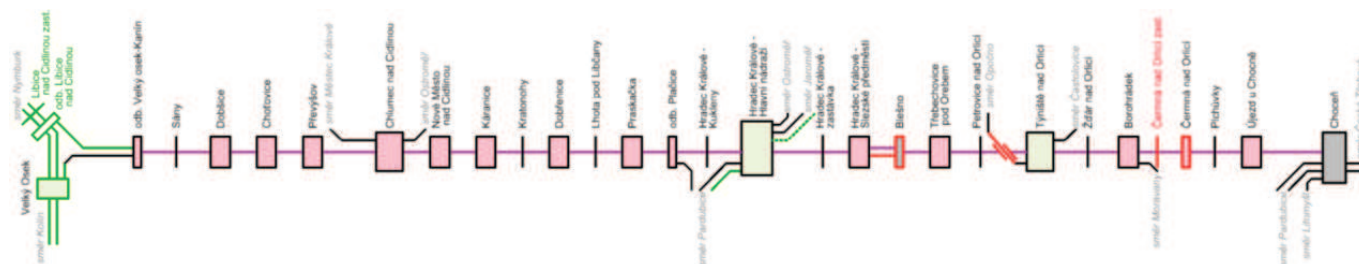 směr Nymburk
Libice
nad Cidlinou zast.
odb. Libice
nad Cidlinou
Velký Osek
směr Kolín
odb. Velký osek-Kanín
Sány
Dobšice
Choťovice
Převýšov
směr Městec Králové
Chlumec nad Cidlinou
směr Ostroměř
Nové Město
nad Cidlinou
Káranice
Kratonohy
Dobřenice
Lhota pod Libčany
Praskačka
odb. Plačice
Hradec Králové -
Kukleny
směr Pardubice
Hradec Králové -
Hlavní nádraží
směr Ostroměř
směr Jaroměř
Hradec Králové -
zastávka
Hradec Králové -
Slezské předměstí
Blešno
Třebechovice
pod Orebem
Petrovice nad Orlicí
směr Opočno
Týniště nad Orlicí
směr Častolovice
Žďár nad Orlicí
Borohrádek
směr Moravany
Čermná nad Orlicí zast.
Čermná nad Orlicí
Plchůvky
Újezd u Chocně
směr Pardubice
směr Litomyšl
Choceň